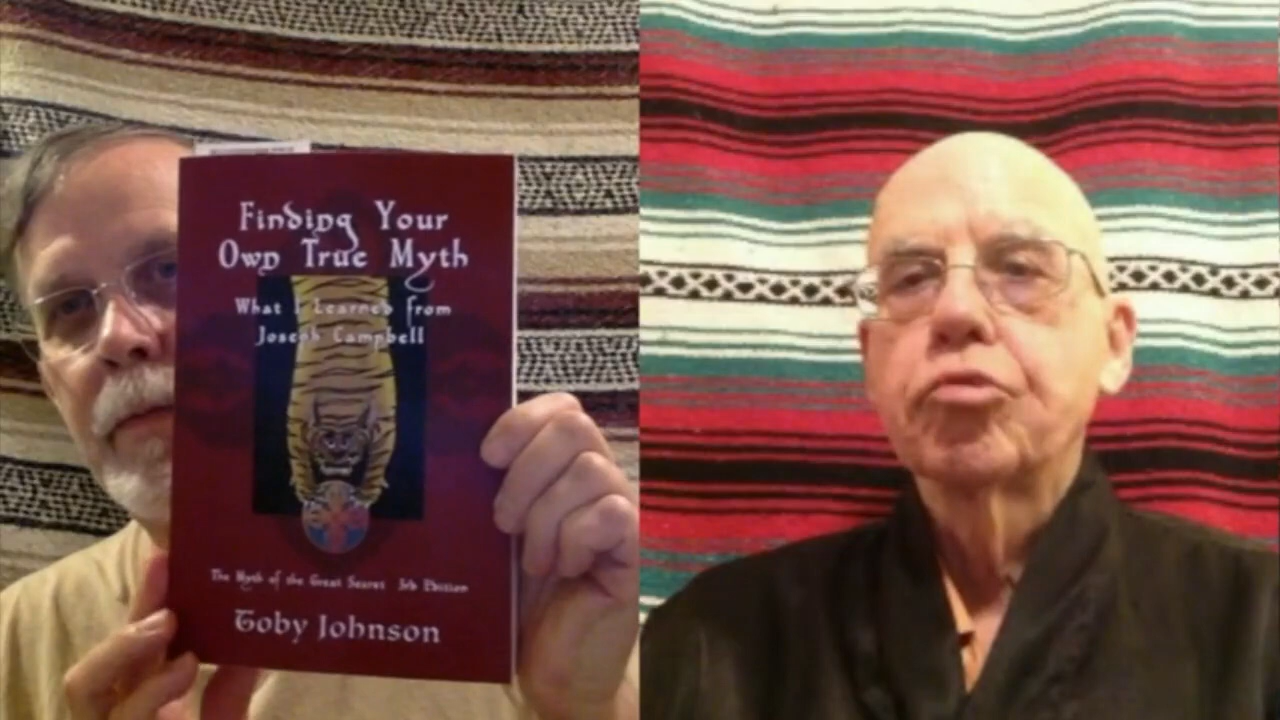 Finding Your
Own True Myth
What I Learned from
Joseph Campbell
The Myth of the Great Secret 3rd Edition
Toby Johnson